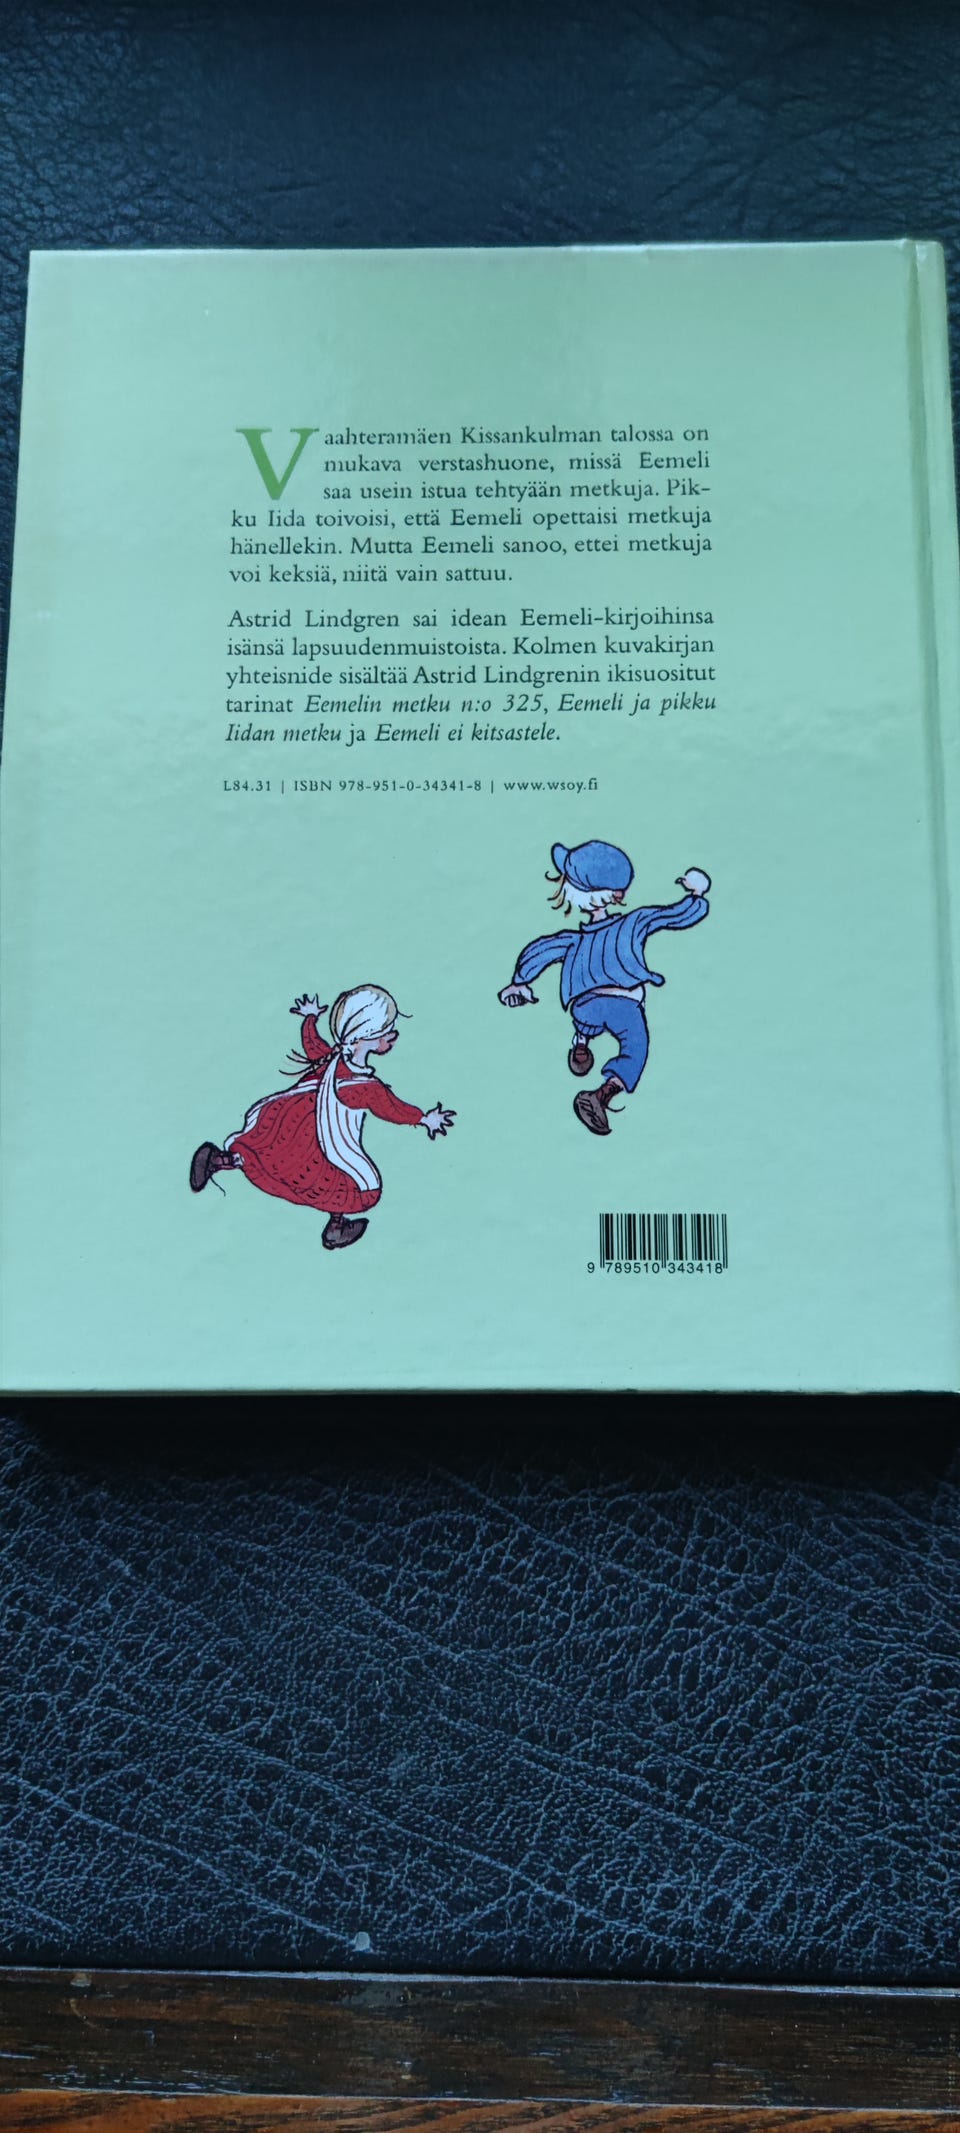 Vaahteramäen Kissankulman talossa on
mukava verstashuone, missä Eemeli
saa usein istua tehtyään metkuja. Pik-
ku Iida toivoisi, että Eemeli opettaisi metkuja
hänellekin. Mutta Eemeli sanoo, ettei metkuja
voi keksiä, niitä vain sattuu.
Astrid Lindgren sai idean Eemeli-kirjoihinsa
isänsä lapsuudenmuistoista. Kolmen kuvakirjan
yhteisnide sisältää Astrid Lindgrenin ikisuositut
tarinat Eemelin metku n:o 325, Eemeli ja pikku
Iidan metku ja Eemeli ei kitsastele.
L84.31 | ISBN 978-951-0-34341-8 | www.wsoy.fi
9 789510 343418